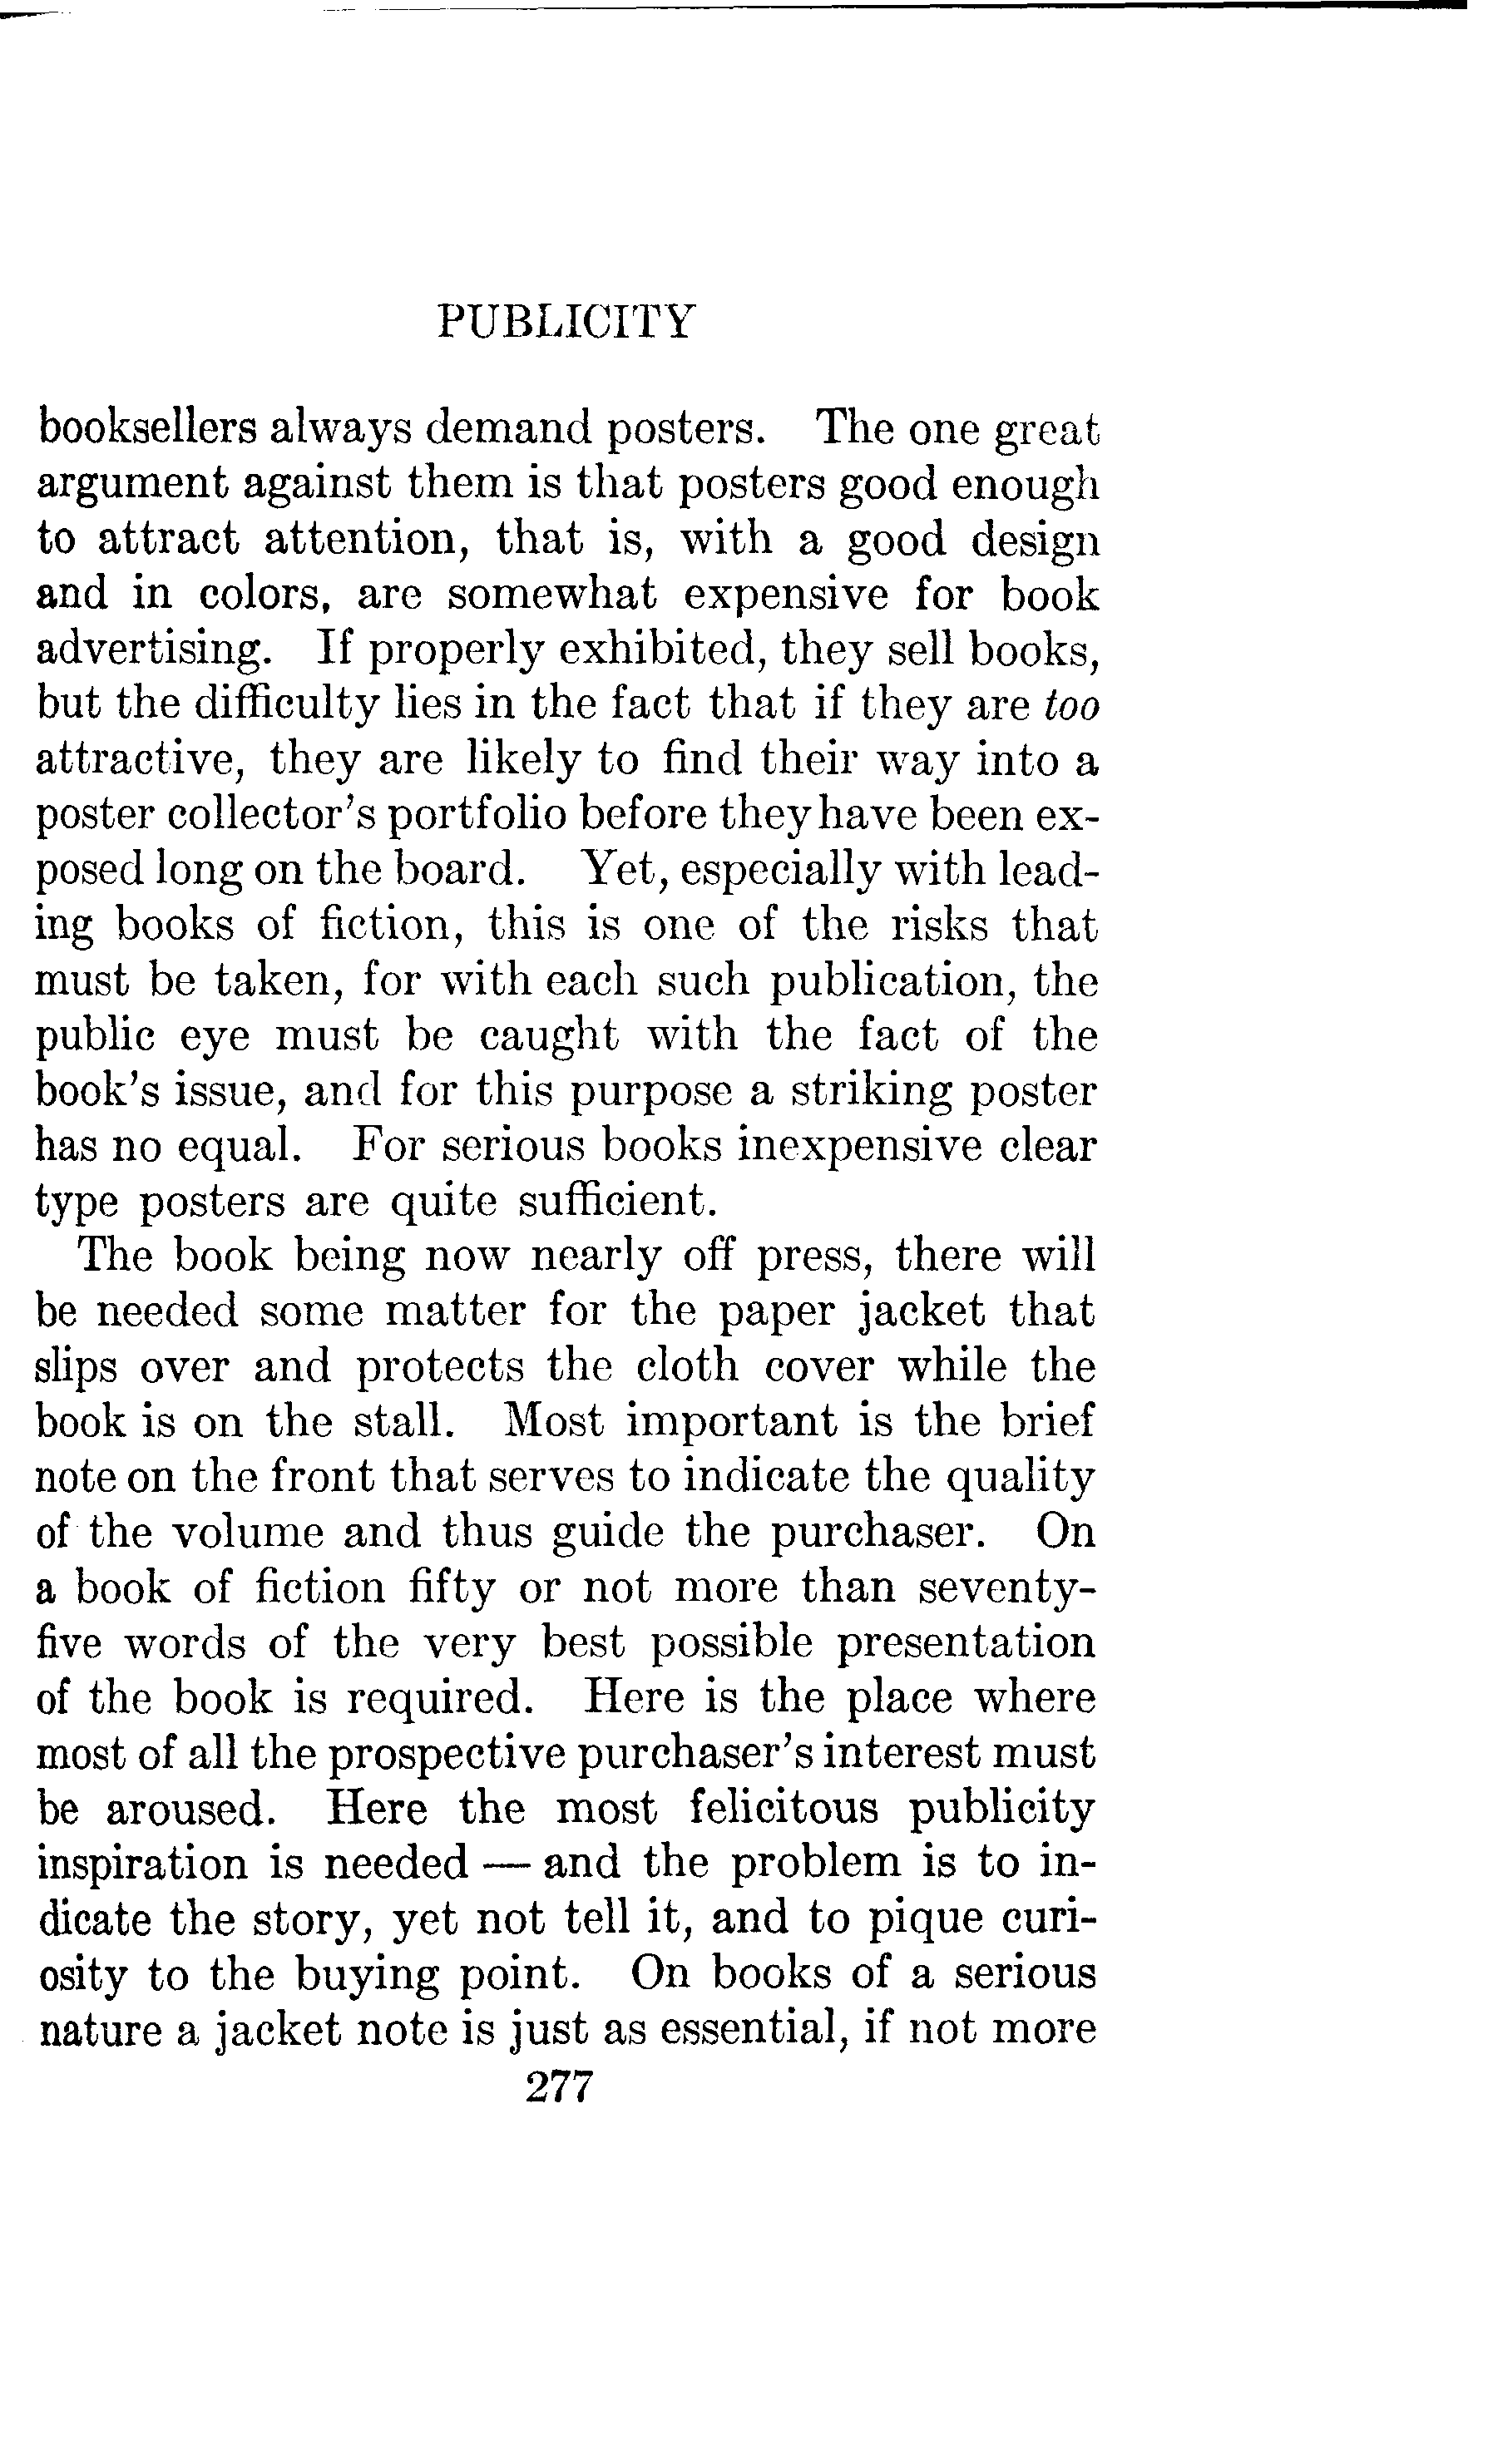 PUBLICITY
booksellers always demand posters. The one great
argument against them is that posters good enough
to attract attention, that is, with a good design
and in colors, are somewhat expensive for book
advertising. If properly exhibited, they sell books,
but the difficulty lies in the fact that if they are too
attractive, they are likely to find their way into a
poster collector's portfolio before they have been ex-
posed long on the board. Yet, especially with lead-
ing books of fiction, this is one of the risks that
must be taken, for with each such publication, the
public eye must be caught with the fact of the
book's issue, and for this purpose a striking poster
has no equal. For serious books inexpensive clear
type posters are quite sufficient.
The book being now nearly off press, there will
be needed some matter for the paper jacket that
slips over and protects the cloth cover while the
book is on the stall. Most important is the brief
note on the front that serves to indicate the quality
of the volume and thus guide the purchaser. On
a book of fiction fifty or not more than seventy-
five words of the very best possible presentation
of the book is required. Here is the place where
most of all the prospective purchaser's interest must
be aroused. Here the most felicitous publicity
inspiration is needed — and the problem is to in-
dicate the story, yet not tell it, and to pique curi-
osity to the buying point. On books of a serious
nature a jacket note is just as essential, if not more
277